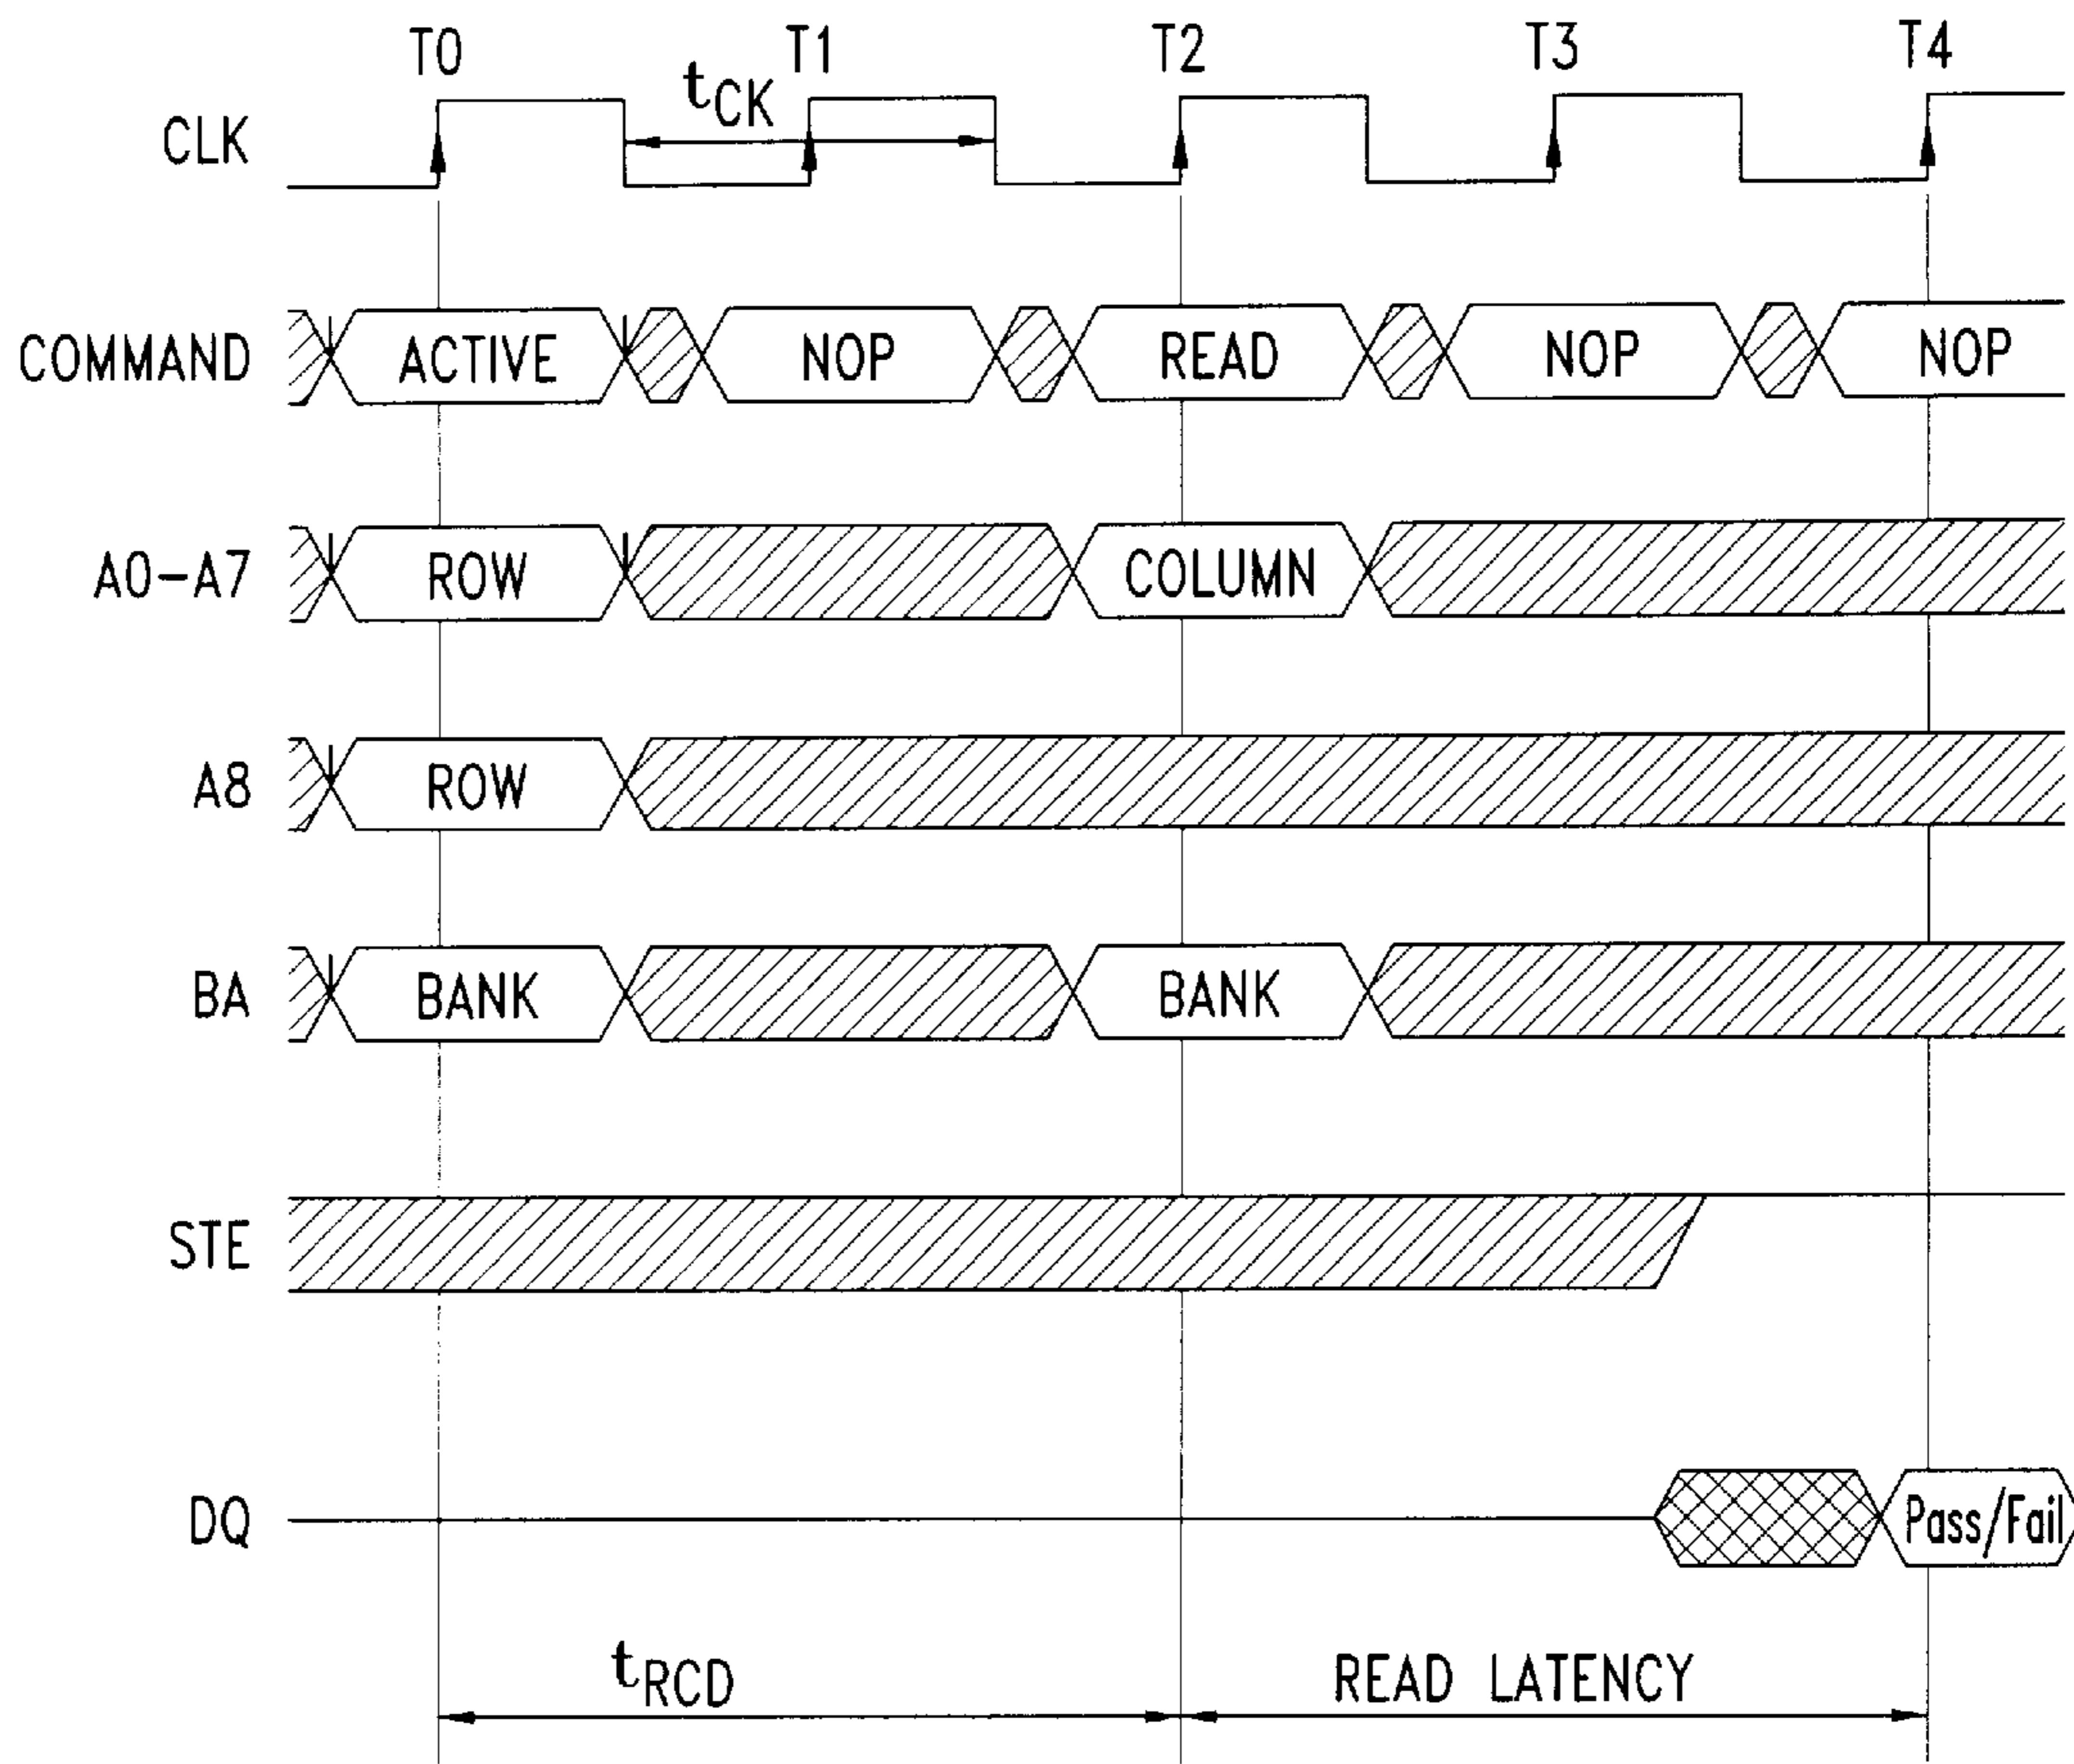 T0 T1 T2 T3 T4
tCK
CLK
COMMAND ACTIVE NOP READ NOP NOP
A0-A7 ROW COLUMN
A8 ROW
BA BANK BANK
STE
DQ Pass/Fail
tRCD READ LATENCY